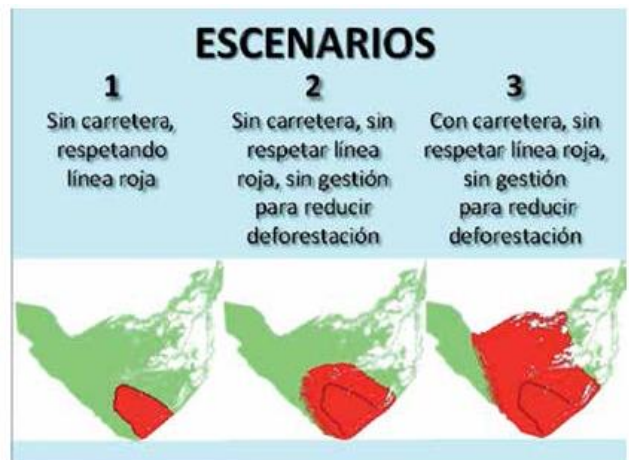 ESCENARIOS
1
Sin carretera,
respetando
línea roja
2
Sin carretera, sin
respetar línea
roja, sin gestión
para reducir
deforestación
3
Con carretera, sin
respetar línea roja,
sin gestión
para reducir
deforestación